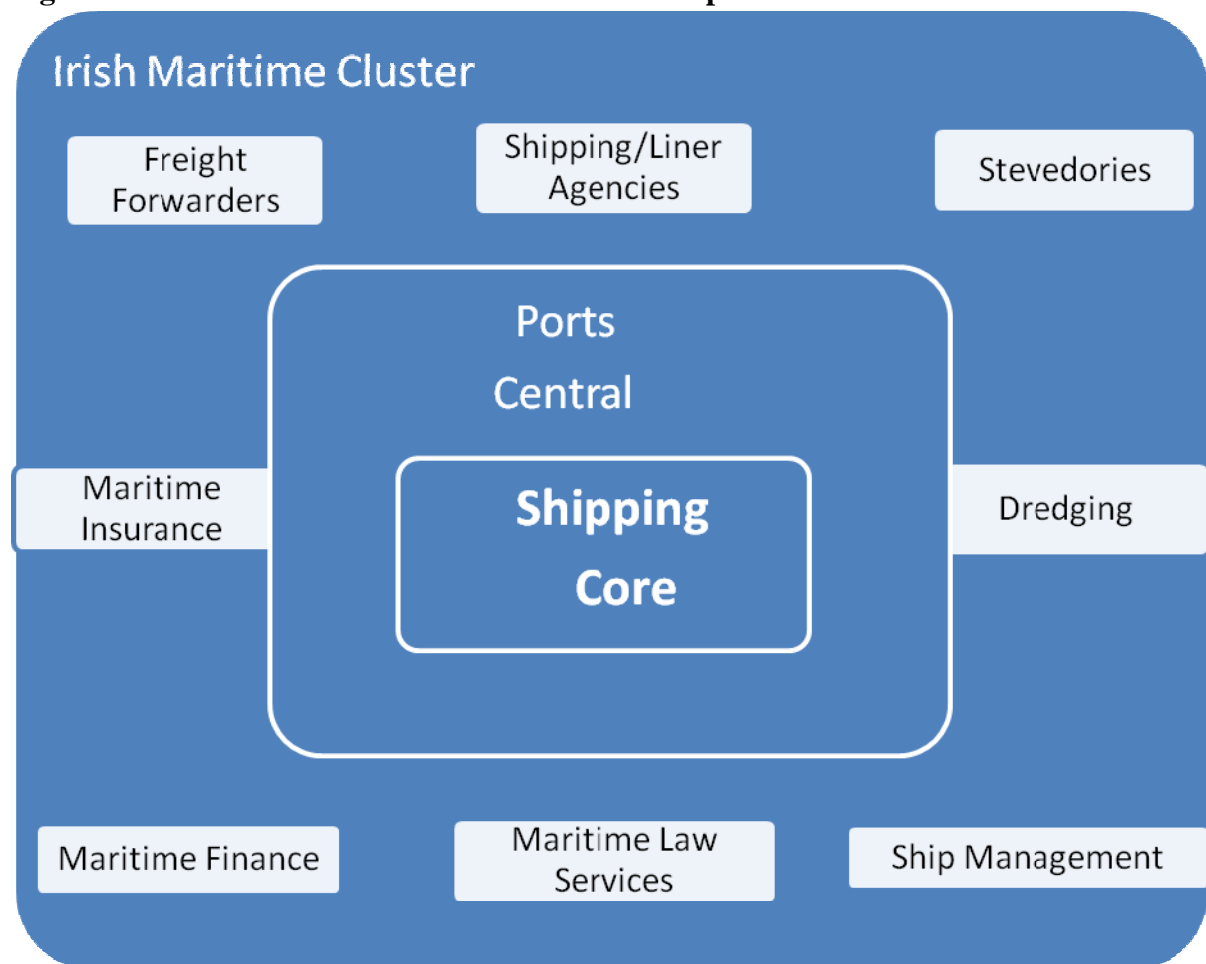 Irish Maritime Cluster
Freight
Forwarders
Shipping/Liner
Agencies
Stevedories
Ports
Central
Maritime
Insurance
Shipping
Core
Dredging
Maritime Finance
Maritime Law
Services
Ship Management